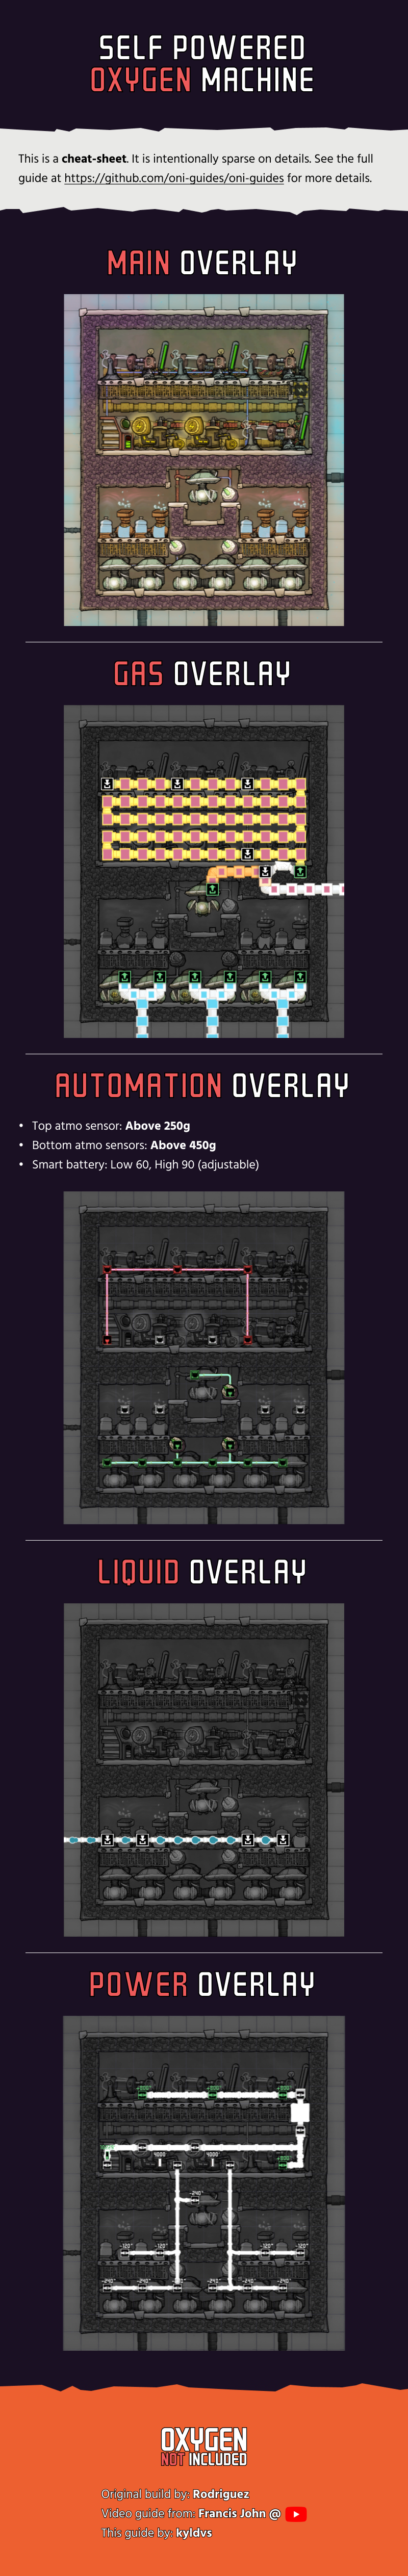 SELF POWERED
OXYGEN MACHINE
This is a cheat-sheet. It is intentionally sparse on details. See the full
guide at https://github.com/oni-guides/oni-guides for more details.
MAIN OVERLAY
GAS OVERLAY
AUTOMATION OVERLAY
• Top atmo sensor: Above 250g
• Bottom atmo sensors: Above 450g
• Smart battery: Low 60, High 90 (adjustable)
LIQUID OVERLAY
POWER OVERLAY
OXYGEN
NOT INCLUDED
Original build by: Rodriguez
Video guide from: Francis John @
This guide by: kyldvs